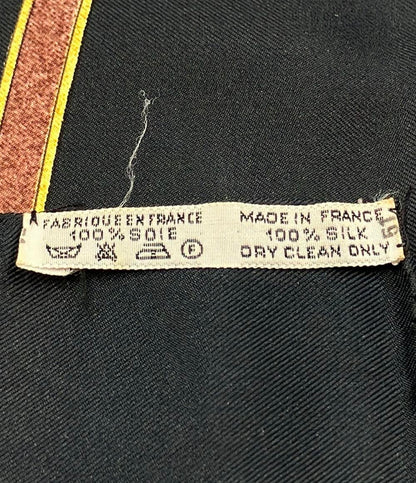 FABRIQUE EN FRANCE
100% SOIE
F
MADE IN FRANCE
100% SILK
DRY CLEAN ONLY